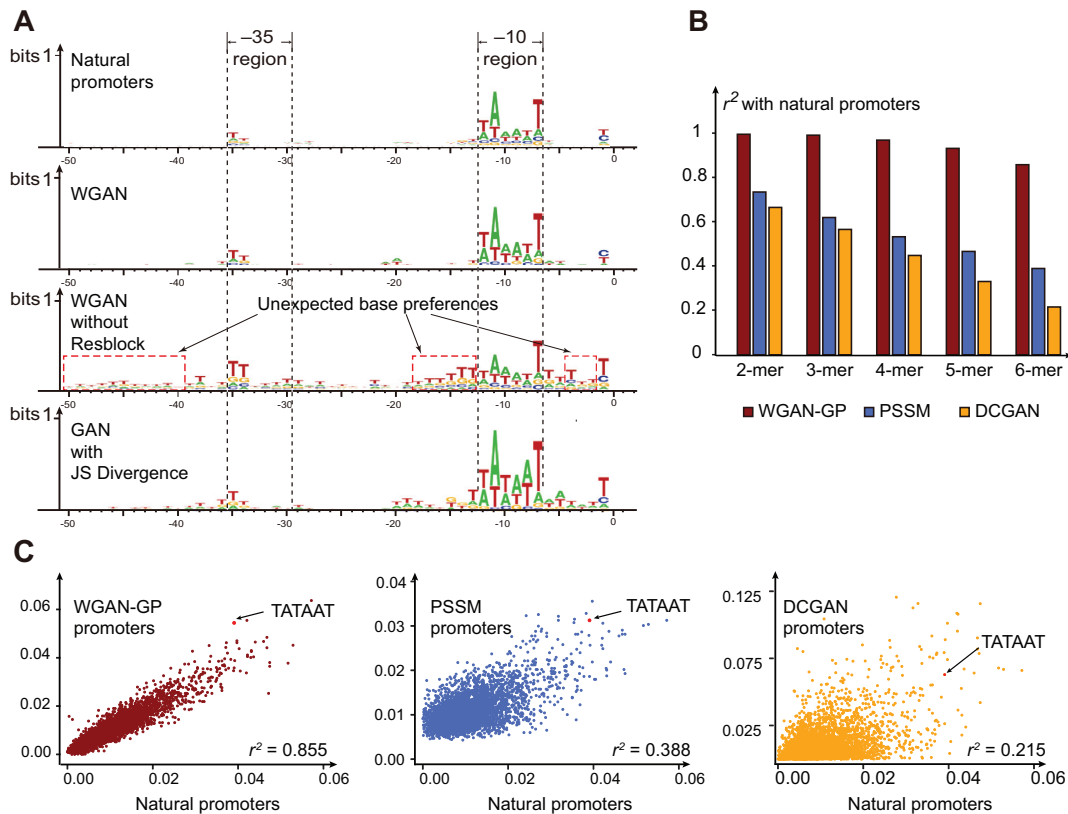 A
–35
region
–10
region
bits 1
Natural
promoters
-50
-40
-30
-20
-10
0
bits 1
WGAN
-50
-40
-30
-20
-10
0
bits 1
WGAN
without
Resblock
Unexpected base preferences
-50
-40
-30
-20
-10
0
bits 1
GAN
with
JS Divergence
-50
-40
-30
-20
-10
0
B
r² with natural promoters
1
0.8
0.6
0.4
0.2
0
2-mer 3-mer 4-mer 5-mer 6-mer
WGAN-GP PSSM DCGAN
C
WGAN-GP
promoters
TATAAT
0.06
0.04
0.02
0.00
r² = 0.855
0.00 0.02 0.04 0.06
Natural promoters
PSSM
promoters
TATAAT
0.04
0.03
0.02
0.01
0.00
r² = 0.388
0.00 0.02 0.04 0.06
Natural promoters
DCGAN
promoters
TATAAT
0.125
0.075
0.025
r² = 0.215
0.00 0.02 0.04 0.06
Natural promoters